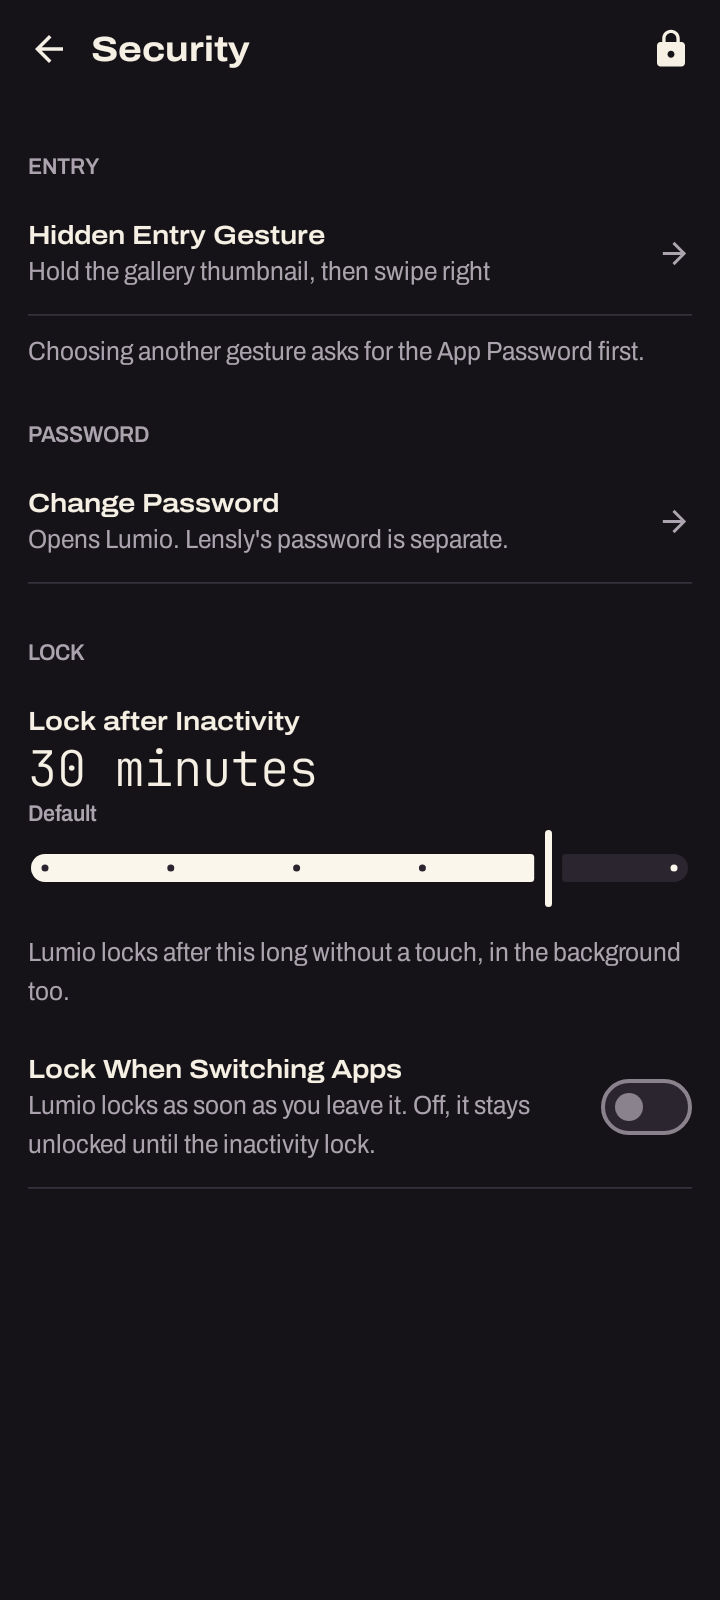 Security
ENTRY
Hidden Entry Gesture
Hold the gallery thumbnail, then swipe right
Choosing another gesture asks for the App Password first.
PASSWORD
Change Password
Opens Lumio. Lensly's password is separate.
LOCK
Lock after Inactivity
30 minutes
Default
Lumio locks after this long without a touch, in the background
too.
Lock When Switching Apps
Lumio locks as soon as you leave it. Off, it stays
unlocked until the inactivity lock.